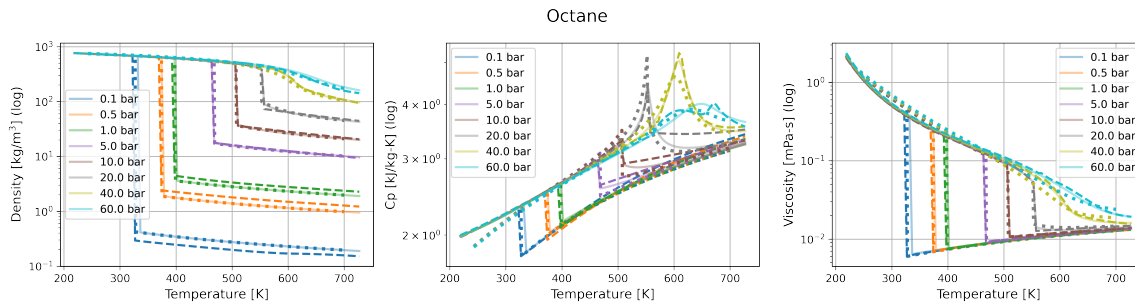 Octane
Density [kg/m³] (log)
10³
10²
10¹
10⁰
10⁻¹
0.1 bar
0.5 bar
1.0 bar
5.0 bar
10.0 bar
20.0 bar
40.0 bar
60.0 bar
200 300 400 500 600 700
Temperature [K]
Cp [kJ/kg-K] (log)
4 × 10⁰
3 × 10⁰
2 × 10⁰
0.1 bar
0.5 bar
1.0 bar
5.0 bar
10.0 bar
20.0 bar
40.0 bar
60.0 bar
200 300 400 500 600 700
Temperature [K]
Viscosity [mPa-s] (log)
10⁰
10⁻¹
10⁻²
0.1 bar
0.5 bar
1.0 bar
5.0 bar
10.0 bar
20.0 bar
40.0 bar
60.0 bar
200 300 400 500 600 700
Temperature [K]